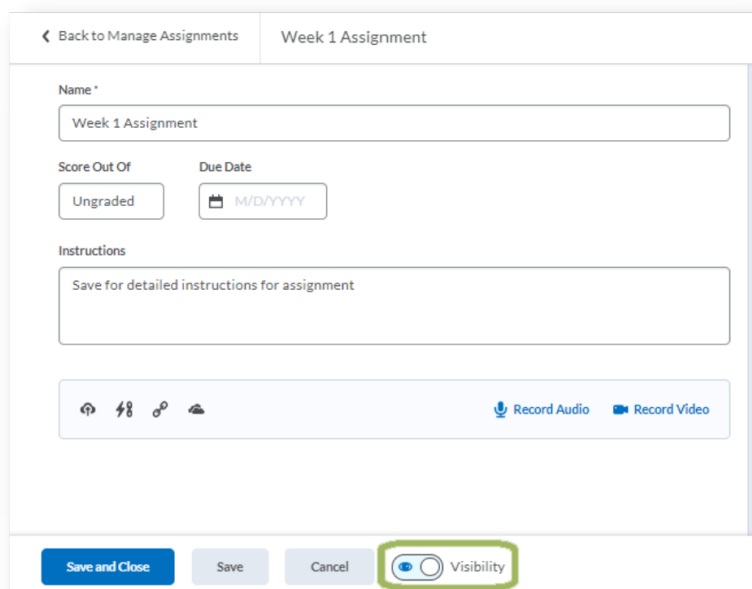 Back to Manage Assignments Week 1 Assignment
Name *
Week 1 Assignment
Score Out Of Due Date
Ungraded M/D/YYYY
Instructions
Save for detailed instructions for assignment
Record Audio Record Video
Save and Close Save Cancel Visibility